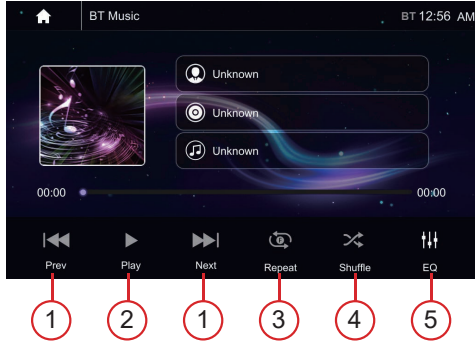 BT Music
BT 12:56 AM
Unknown
Unknown
Unknown
00:00 00:00
Prev Play Next Repeat Shuffle EQ
1 2 1 3 4 5